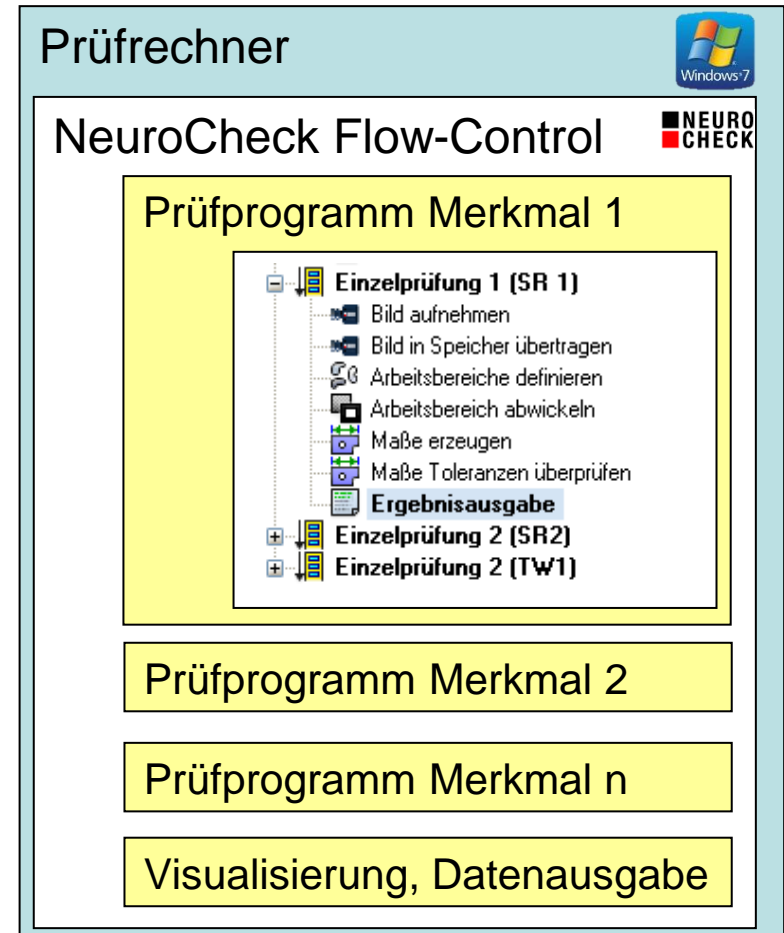 Prüfrechner
Windows 7
NeuroCheck Flow-Control
NEURO
CHECK
Prüfprogramm Merkmal 1
Einzelprüfung 1 (SR 1)
Bild aufnehmen
Bild in Speicher übertragen
Arbeitsbereiche definieren
Arbeitsbereich abwickeln
Maße erzeugen
Maße Toleranzen überprüfen
Ergebnisausgabe
Einzelprüfung 2 (SR2)
Einzelprüfung 2 (TW1)
Prüfprogramm Merkmal 2
Prüfprogramm Merkmal n
Visualisierung, Datenausgabe